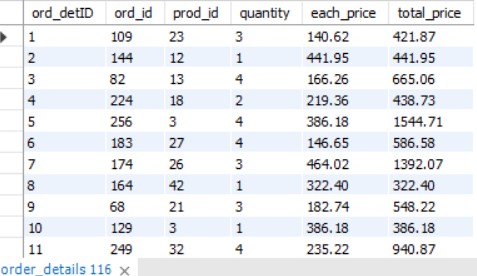 ord_detID ord_id prod_id quantity each_price total_price
1 109 23 3 140.62 421.87
2 144 12 1 441.95 441.95
3 82 13 4 166.26 665.06
4 224 18 2 219.36 438.73
5 256 3 4 386.18 1544.71
6 183 27 4 146.65 586.58
7 174 26 3 464.02 1392.07
8 164 42 1 322.40 322.40
9 68 21 3 182.74 548.22
10 129 3 1 386.18 386.18
11 249 32 4 235.22 940.87
order_details 116